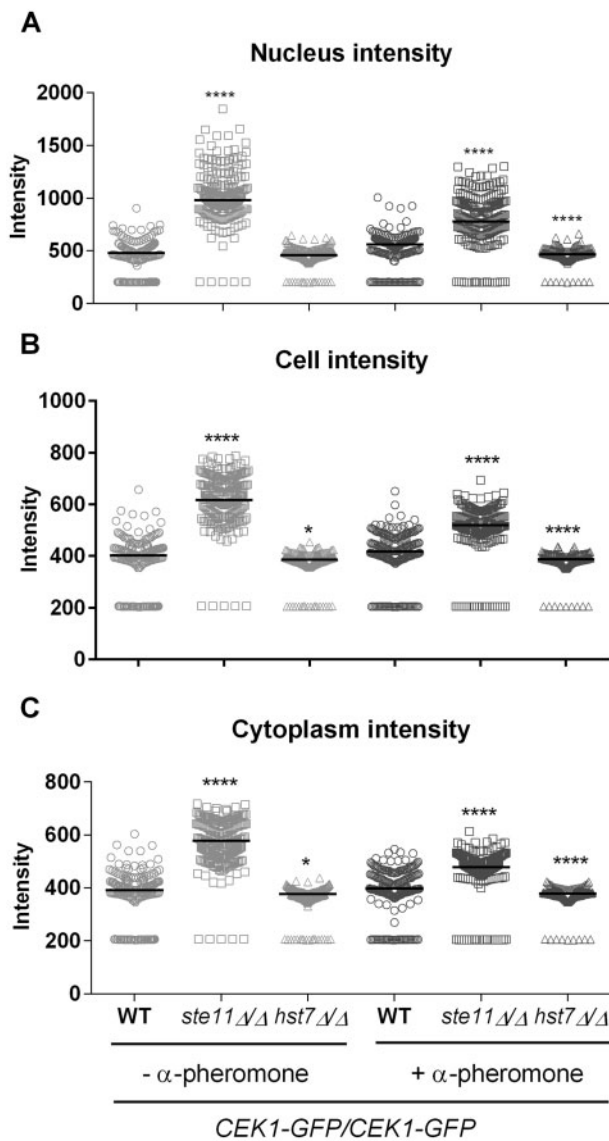 A
Nucleus intensity
Intensity
2000
1500
1000
500
0
****
****
****
B
Cell intensity
Intensity
1000
800
600
400
200
0
****
*
****
****
C
Cytoplasm intensity
Intensity
800
600
400
200
0
****
*
****
****
WT ste11Δ/Δ hst7Δ/Δ WT ste11Δ/Δ hst7Δ/Δ
- α-pheromone + α-pheromone
CEK1-GFP/CEK1-GFP